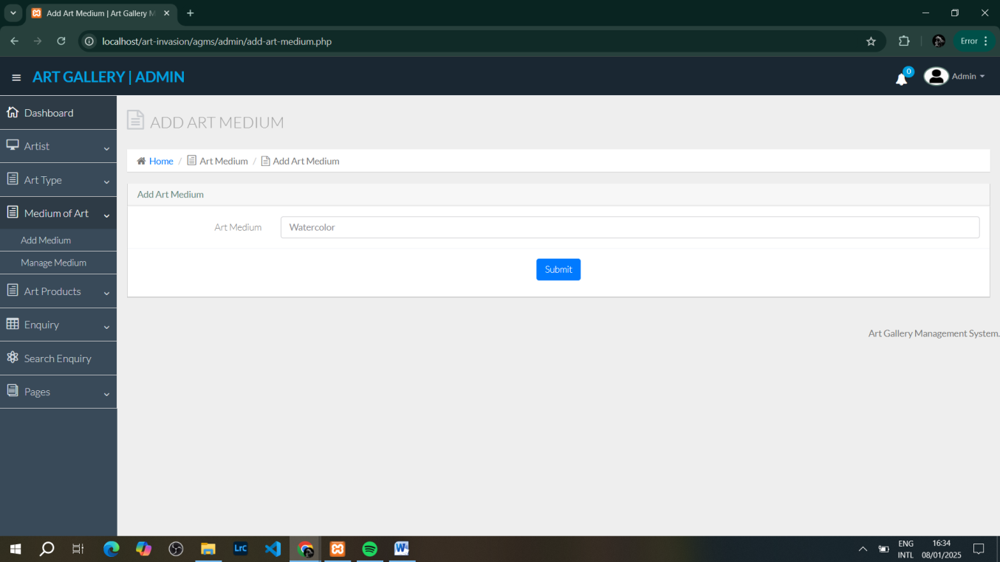 Add Art Medium | Art Gallery M
localhost/art-invasion/agms/admin/add-art-medium.php
Error
ART GALLERY | ADMIN
0
Admin
Dashboard
Artist
Art Type
Medium of Art
Add Medium
Manage Medium
Art Products
Enquiry
Search Enquiry
Pages
ADD ART MEDIUM
Home / Art Medium / Add Art Medium
Add Art Medium
Art Medium Watercolor
Submit
Art Gallery Management System.
LrC
W
ENG
INTL
16:34
08/01/2025